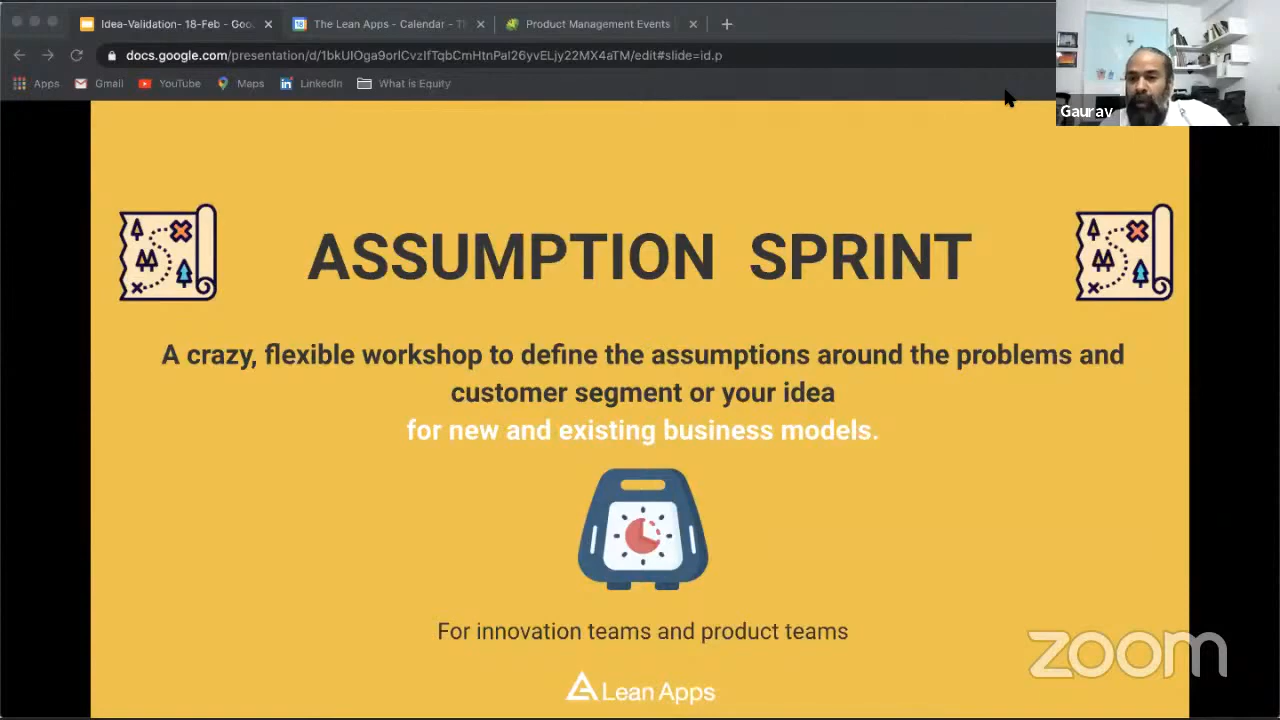 Idea-Validation- 18-Feb - Goo
The Lean Apps - Calendar - T
Product Management Events
docs.google.com/presentation/d/
/edit#slide=id.p
Apps
Gmail
YouTube
Maps
LinkedIn
What is Equity
Gaurav
ASSUMPTION SPRINT
A crazy, flexible workshop to define the assumptions around the problems and
customer segment or your idea
for new and existing business models.
For innovation teams and product teams
Lean Apps
zoom